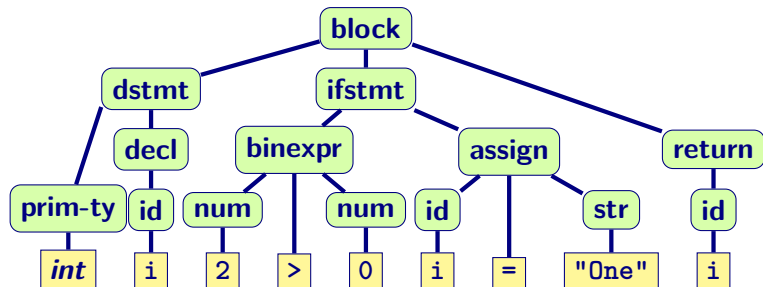 block
dstmt ifstmt
decl binexpr assign return
prim-ty id num num id str id
int i 2 > 0 i = "One" i